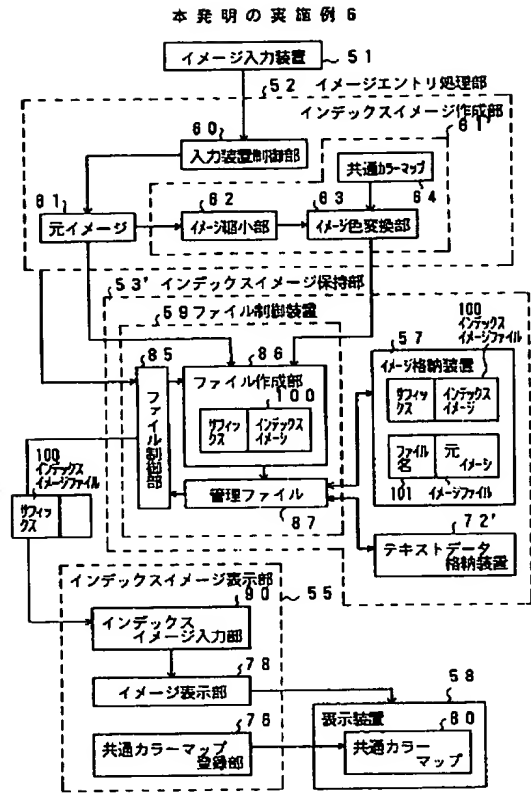 本発明の実施例6
イメージ入力装置
51
52 イメージエントリ処理部
インデックスイメージ作成部
61'
60
入力装置制御部
共通カラーマップ
64
61
元イメージ
62
イメージ縮小部
63
イメージ色変換部
53' インデックスイメージ保持部
59 ファイル制御装置
85
ファイル制御部
86
ファイル作成部
100
サフィックス
インデックスイメージ
管理ファイル
87
100
インデックス
イメージファイル
57
イメージ格納装置
サフィックス
インデックス
イメージ
ファイル名
元
イメージ
101
イメージファイル
72'
テキストデータ
格納装置
100
インデックス
イメージファイル
サフィックス
インデックスイメージ表示部
55
90
インデックス
イメージ入力部
78
イメージ表示部
76
共通カラーマップ
登録部
58
表示装置
80
共通カラー
マップ